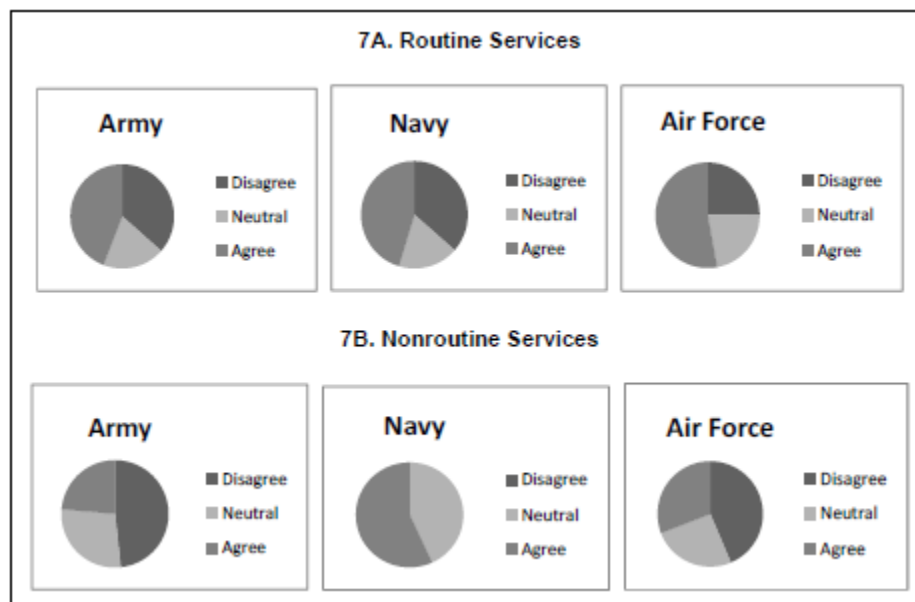 7A. Routine Services
Army
Disagree
Neutral
Agree
Navy
Disagree
Neutral
Agree
Air Force
Disagree
Neutral
Agree
7B. Nonroutine Services
Army
Disagree
Neutral
Agree
Navy
Disagree
Neutral
Agree
Air Force
Disagree
Neutral
Agree